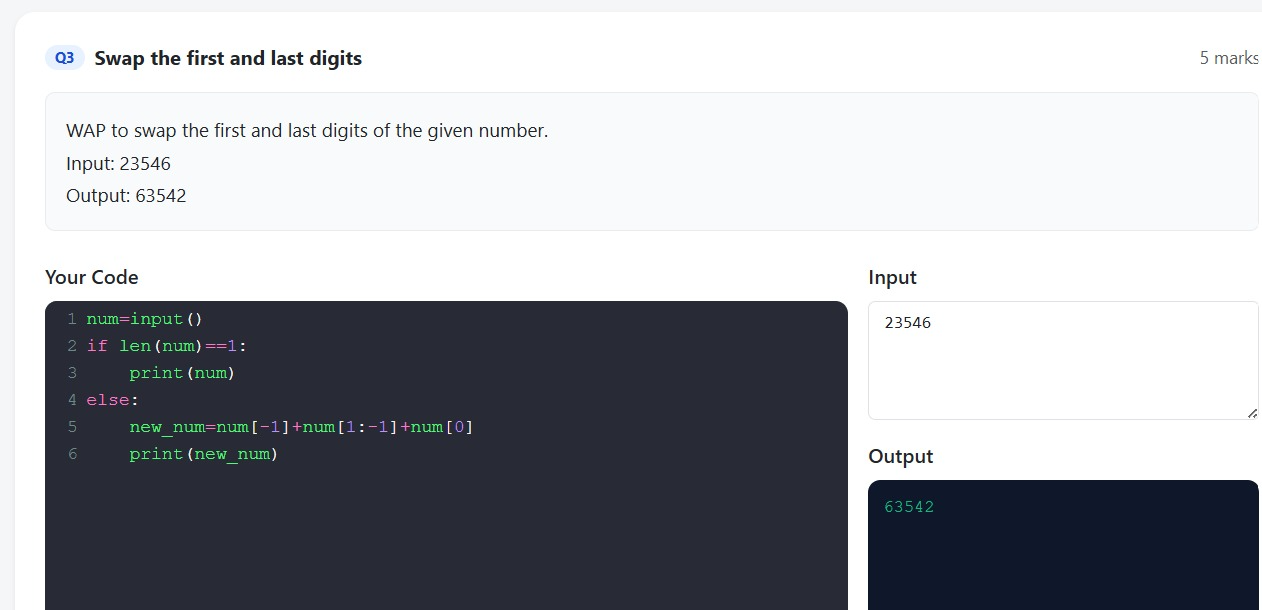 Q3 Swap the first and last digits
5 marks
WAP to swap the first and last digits of the given number.
Input: 23546
Output: 63542
Your Code
1 num=input()
2 if len(num)==1:
3     print(num)
4 else:
5     new_num=num[-1]+num[1:-1]+num[0]
6     print(new_num)
Input
23546
Output
63542